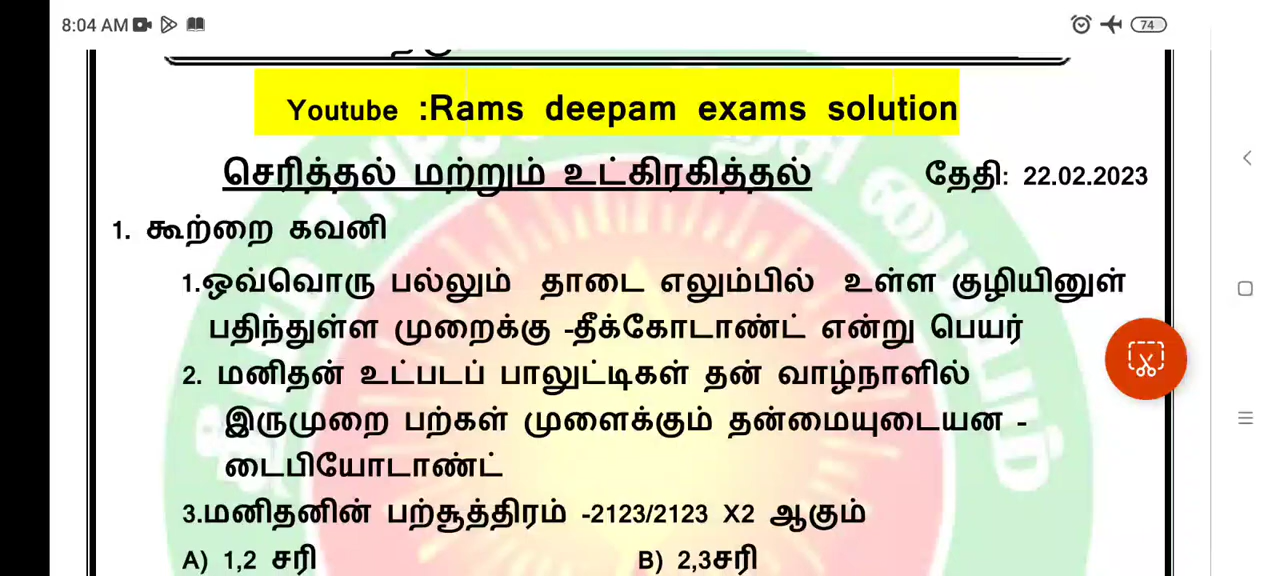 8:04 AM
74
Youtube :Rams deepam exams solution
செரித்தல் மற்றும் உட்கிரகித்தல் தேதி: 22.02.2023
1. கூற்றை கவனி
1.ஒவ்வொரு பல்லும் தாடை எலும்பில் உள்ள குழியினுள்
பதிந்துள்ள முறைக்கு -தீக்கோடாண்ட் என்று பெயர்
2. மனிதன் உட்படப் பாலுட்டிகள் தன் வாழ்நாளில்
இருமுறை பற்கள் முளைக்கும் தன்மையுடையன -
டைபியோடாண்ட்
3.மனிதனின் பற்சூத்திரம் -2123/2123 X2 ஆகும்
A) 1,2 சரி B) 2,3சரி